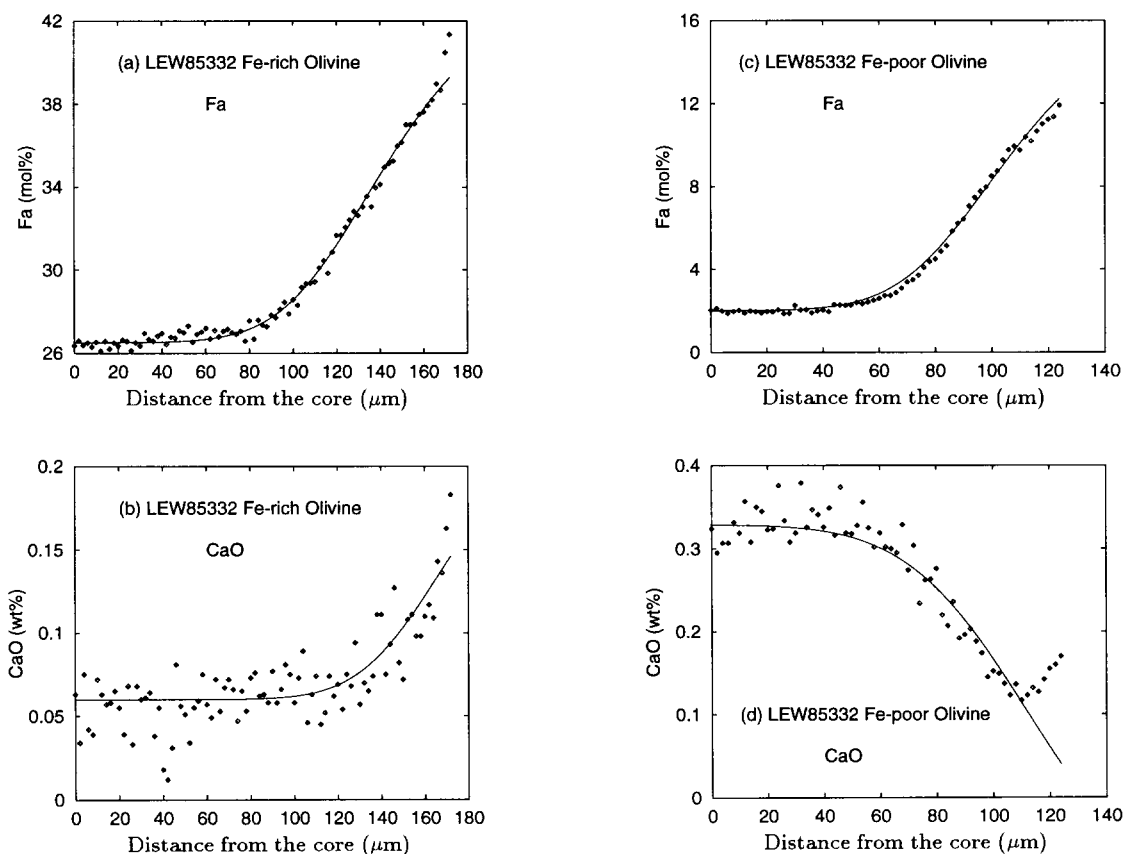 (a) LEW85332 Fe-rich Olivine
Fa
Fa (mol%)
42
38
34
30
26
0 20 40 60 80 100 120 140 160 180
Distance from the core (μm)
(c) LEW85332 Fe-poor Olivine
Fa
Fa (mol%)
16
12
8
4
0
0 20 40 60 80 100 120 140
Distance from the core (μm)
(b) LEW85332 Fe-rich Olivine
CaO
CaO (wt%)
0.2
0.15
0.1
0.05
0
0 20 40 60 80 100 120 140 160 180
Distance from the core (μm)
(d) LEW85332 Fe-poor Olivine
CaO
CaO (wt%)
0.4
0.3
0.2
0.1
0
0 20 40 60 80 100 120 140
Distance from the core (μm)